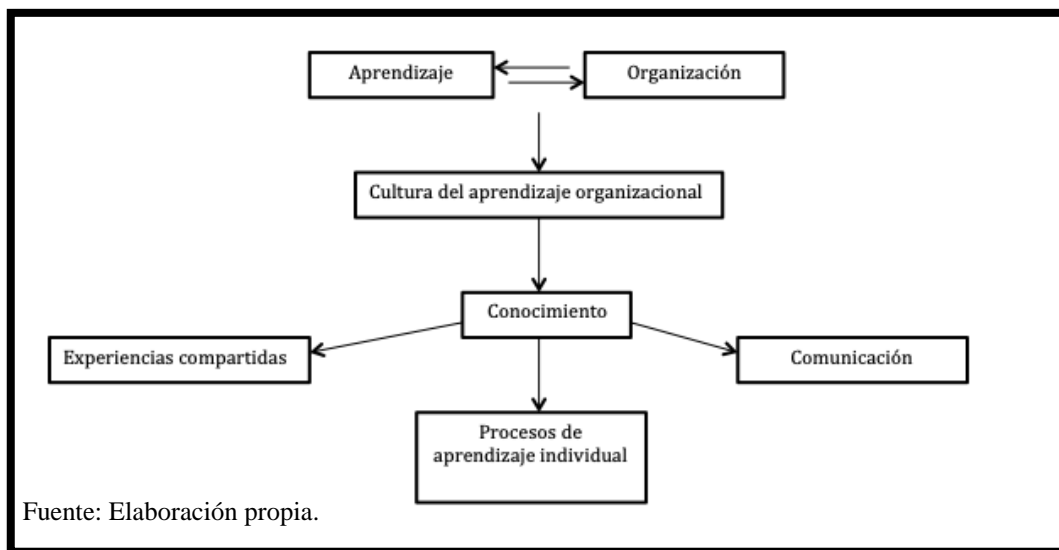 Aprendizaje
Organización
Cultura del aprendizaje organizacional
Conocimiento
Experiencias compartidas
Comunicación
Procesos de
aprendizaje individual
Fuente: Elaboración propia.